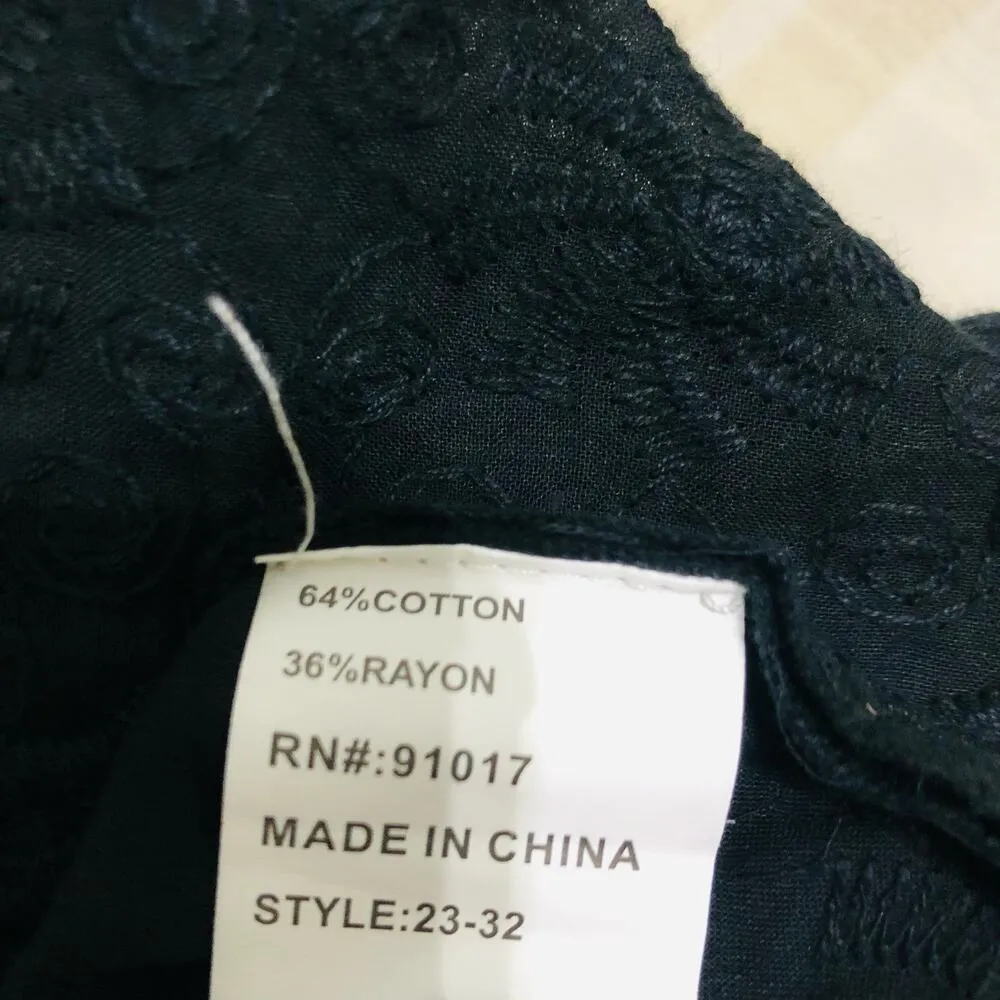 64%COTTON
36%RAYON
RN#:91017
MADE IN CHINA
STYLE:23-32